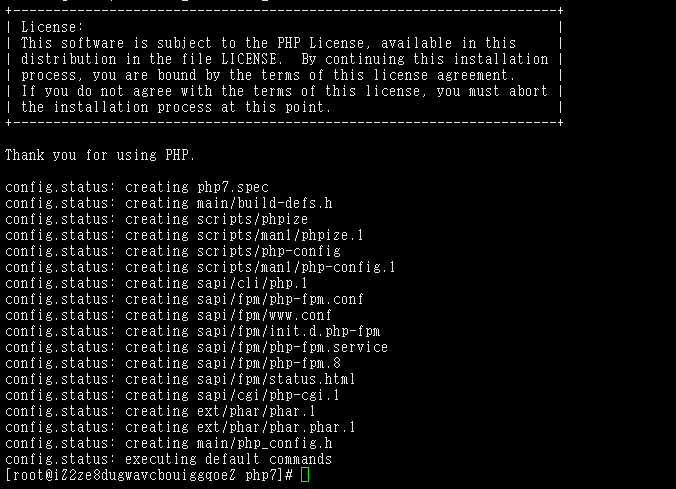 +--------------------------------------------------------------------+
| License:                                                           |
| This software is subject to the PHP License, available in this     |
| distribution in the file LICENSE.  By continuing this installation |
| process, you are bound by the terms of this license agreement.     |
| If you do not agree with the terms of this license, you must abort |
| the installation process at this point.                            |
+--------------------------------------------------------------------+
Thank you for using PHP.
config.status: creating php7.spec
config.status: creating main/build-defs.h
config.status: creating scripts/phpize
config.status: creating scripts/man1/phpize.1
config.status: creating scripts/php-config
config.status: creating scripts/man1/php-config.1
config.status: creating sapi/cli/php.1
config.status: creating sapi/fpm/php-fpm.conf
config.status: creating sapi/fpm/www.conf
config.status: creating sapi/fpm/init.d.php-fpm
config.status: creating sapi/fpm/php-fpm.service
config.status: creating sapi/fpm/php-fpm.8
config.status: creating sapi/fpm/status.html
config.status: creating sapi/cgi/php-cgi.1
config.status: creating ext/phar/phar.1
config.status: creating ext/phar/phar.phar.1
config.status: creating main/php_config.h
config.status: executing default commands
[root@iZ2ze8dugwavcbouiggqoeZ php7]#